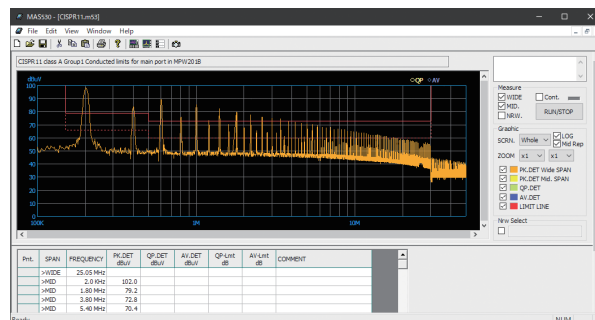 MAS530 - [CISPR11.m53]
File Edit View Window Help
CISPR11 class A Group1 Conducted limits for main port in MPW201B
dBuV
QP AV
100
90
80
70
60
50
40
30
20
10
0
100K 1M 10M
Measure
WIDE Cont.
MID.
NRW. RUN/STOP
Graphic
SCRN. Whole LOG
Mid Rep
ZOOM x1 x1
PK.DET Wide SPAN
PK.DET Mid. SPAN
QP.DET
AV.DET
LIMIT LINE
Nrw Select
Pnt. SPAN FREQUENCY PK.DET dBuV QP.DET dBuV AV.DET dBuV QP-Lmt dB AV-Lmt dB COMMENT
>WIDE 25.05 MHz
>MID 2.0 KHz 102.0
>MID 1.80 MHz 79.2
>MID 3.80 MHz 72.8
>MID 5.40 MHz 70.4
Ready NUM